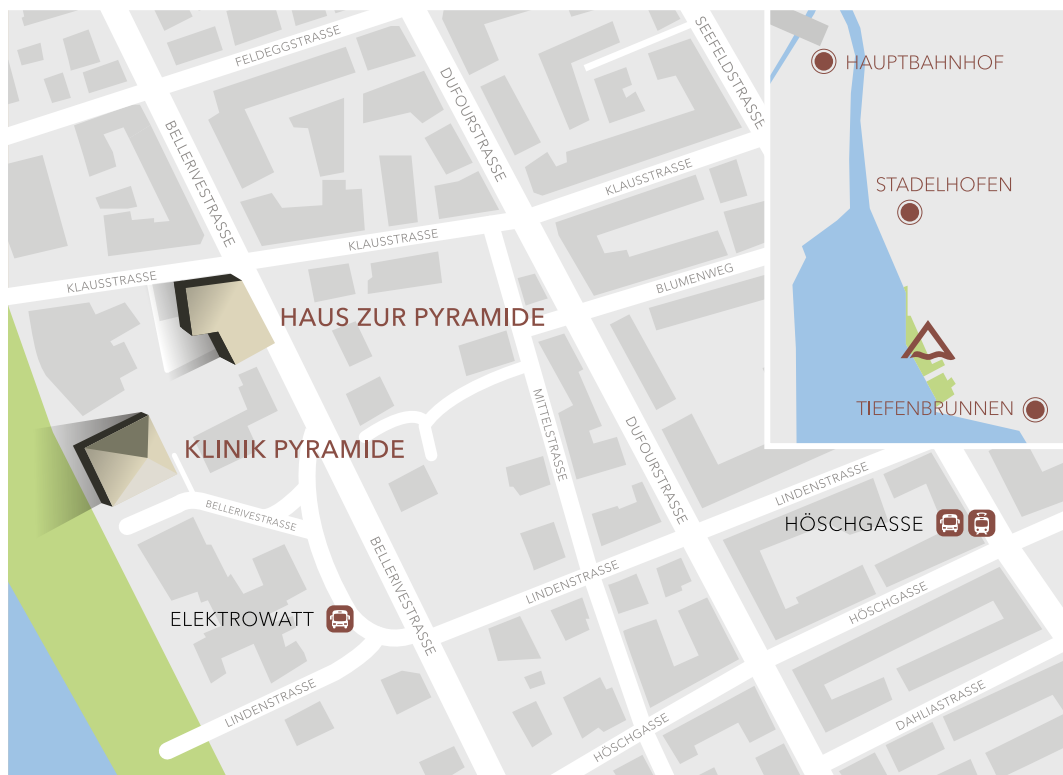 FELDEGGSTRASSE
SEEFELDSTRASSE
DUFOURSTRASSE
BELLERIVESTRASSE
HAUPTBAHNHOF
STADELHOFEN
TIEFENBRUNNEN
KLAUSSTRASSE
KLAUSSTRASSE
KLAUSSTRASSE
BLUMENWEG
HAUS ZUR PYRAMIDE
KLINIK PYRAMIDE
MITTELSTRASSE
DUFOURSTRASSE
LINDENSTRASSE
BELLERIVESTRASSE
HÖSCHGASSE
BELLERIVESTRASSE
LINDENSTRASSE
HÖSCHGASSE
ELEKTROWATT
LINDENSTRASSE
HÖSCHGASSE
DAHLIASTRASSE